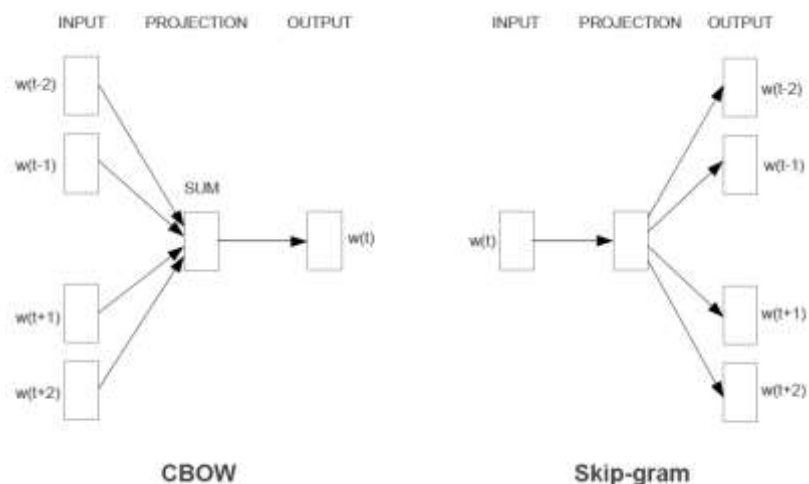 INPUT PROJECTION OUTPUT
w(t-2)
w(t-1)
SUM
w(t)
w(t+1)
w(t+2)
CBOW
INPUT PROJECTION OUTPUT
w(t-2)
w(t-1)
w(t)
w(t+1)
w(t+2)
Skip-gram